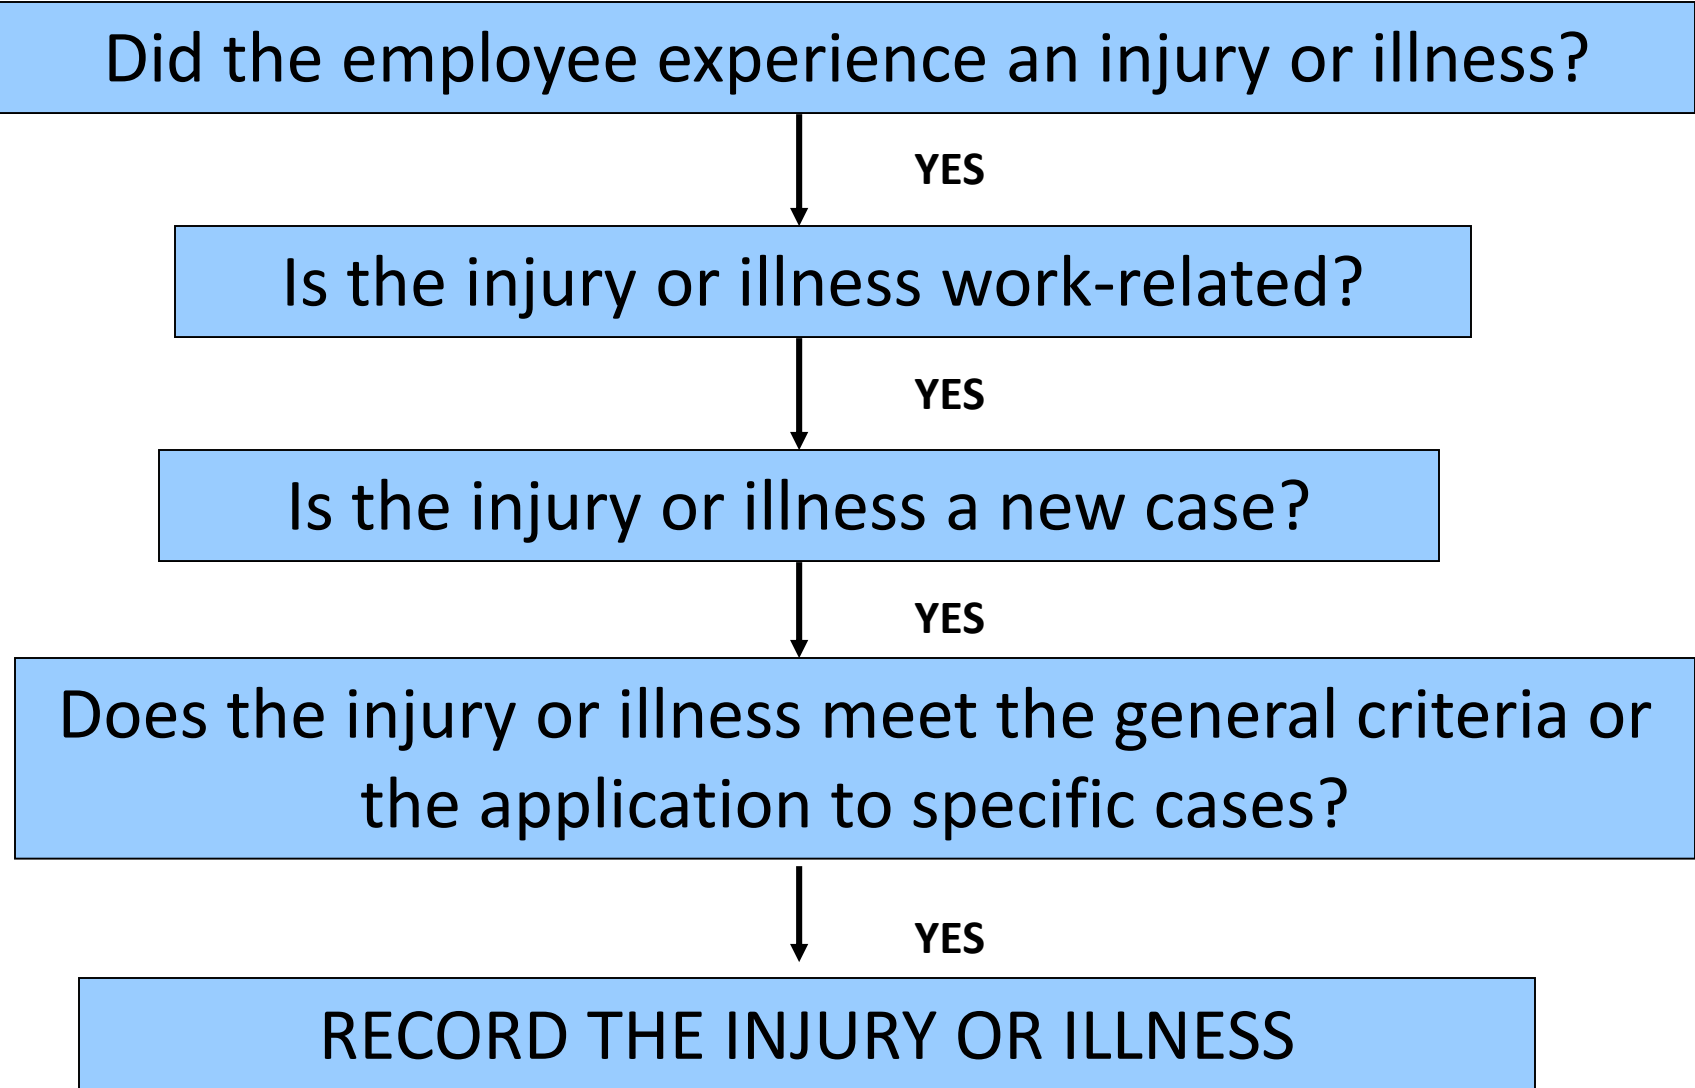 Did the employee experience an injury or illness?
YES
Is the injury or illness work-related?
YES
Is the injury or illness a new case?
YES
Does the injury or illness meet the general criteria or
the application to specific cases?
YES
RECORD THE INJURY OR ILLNESS